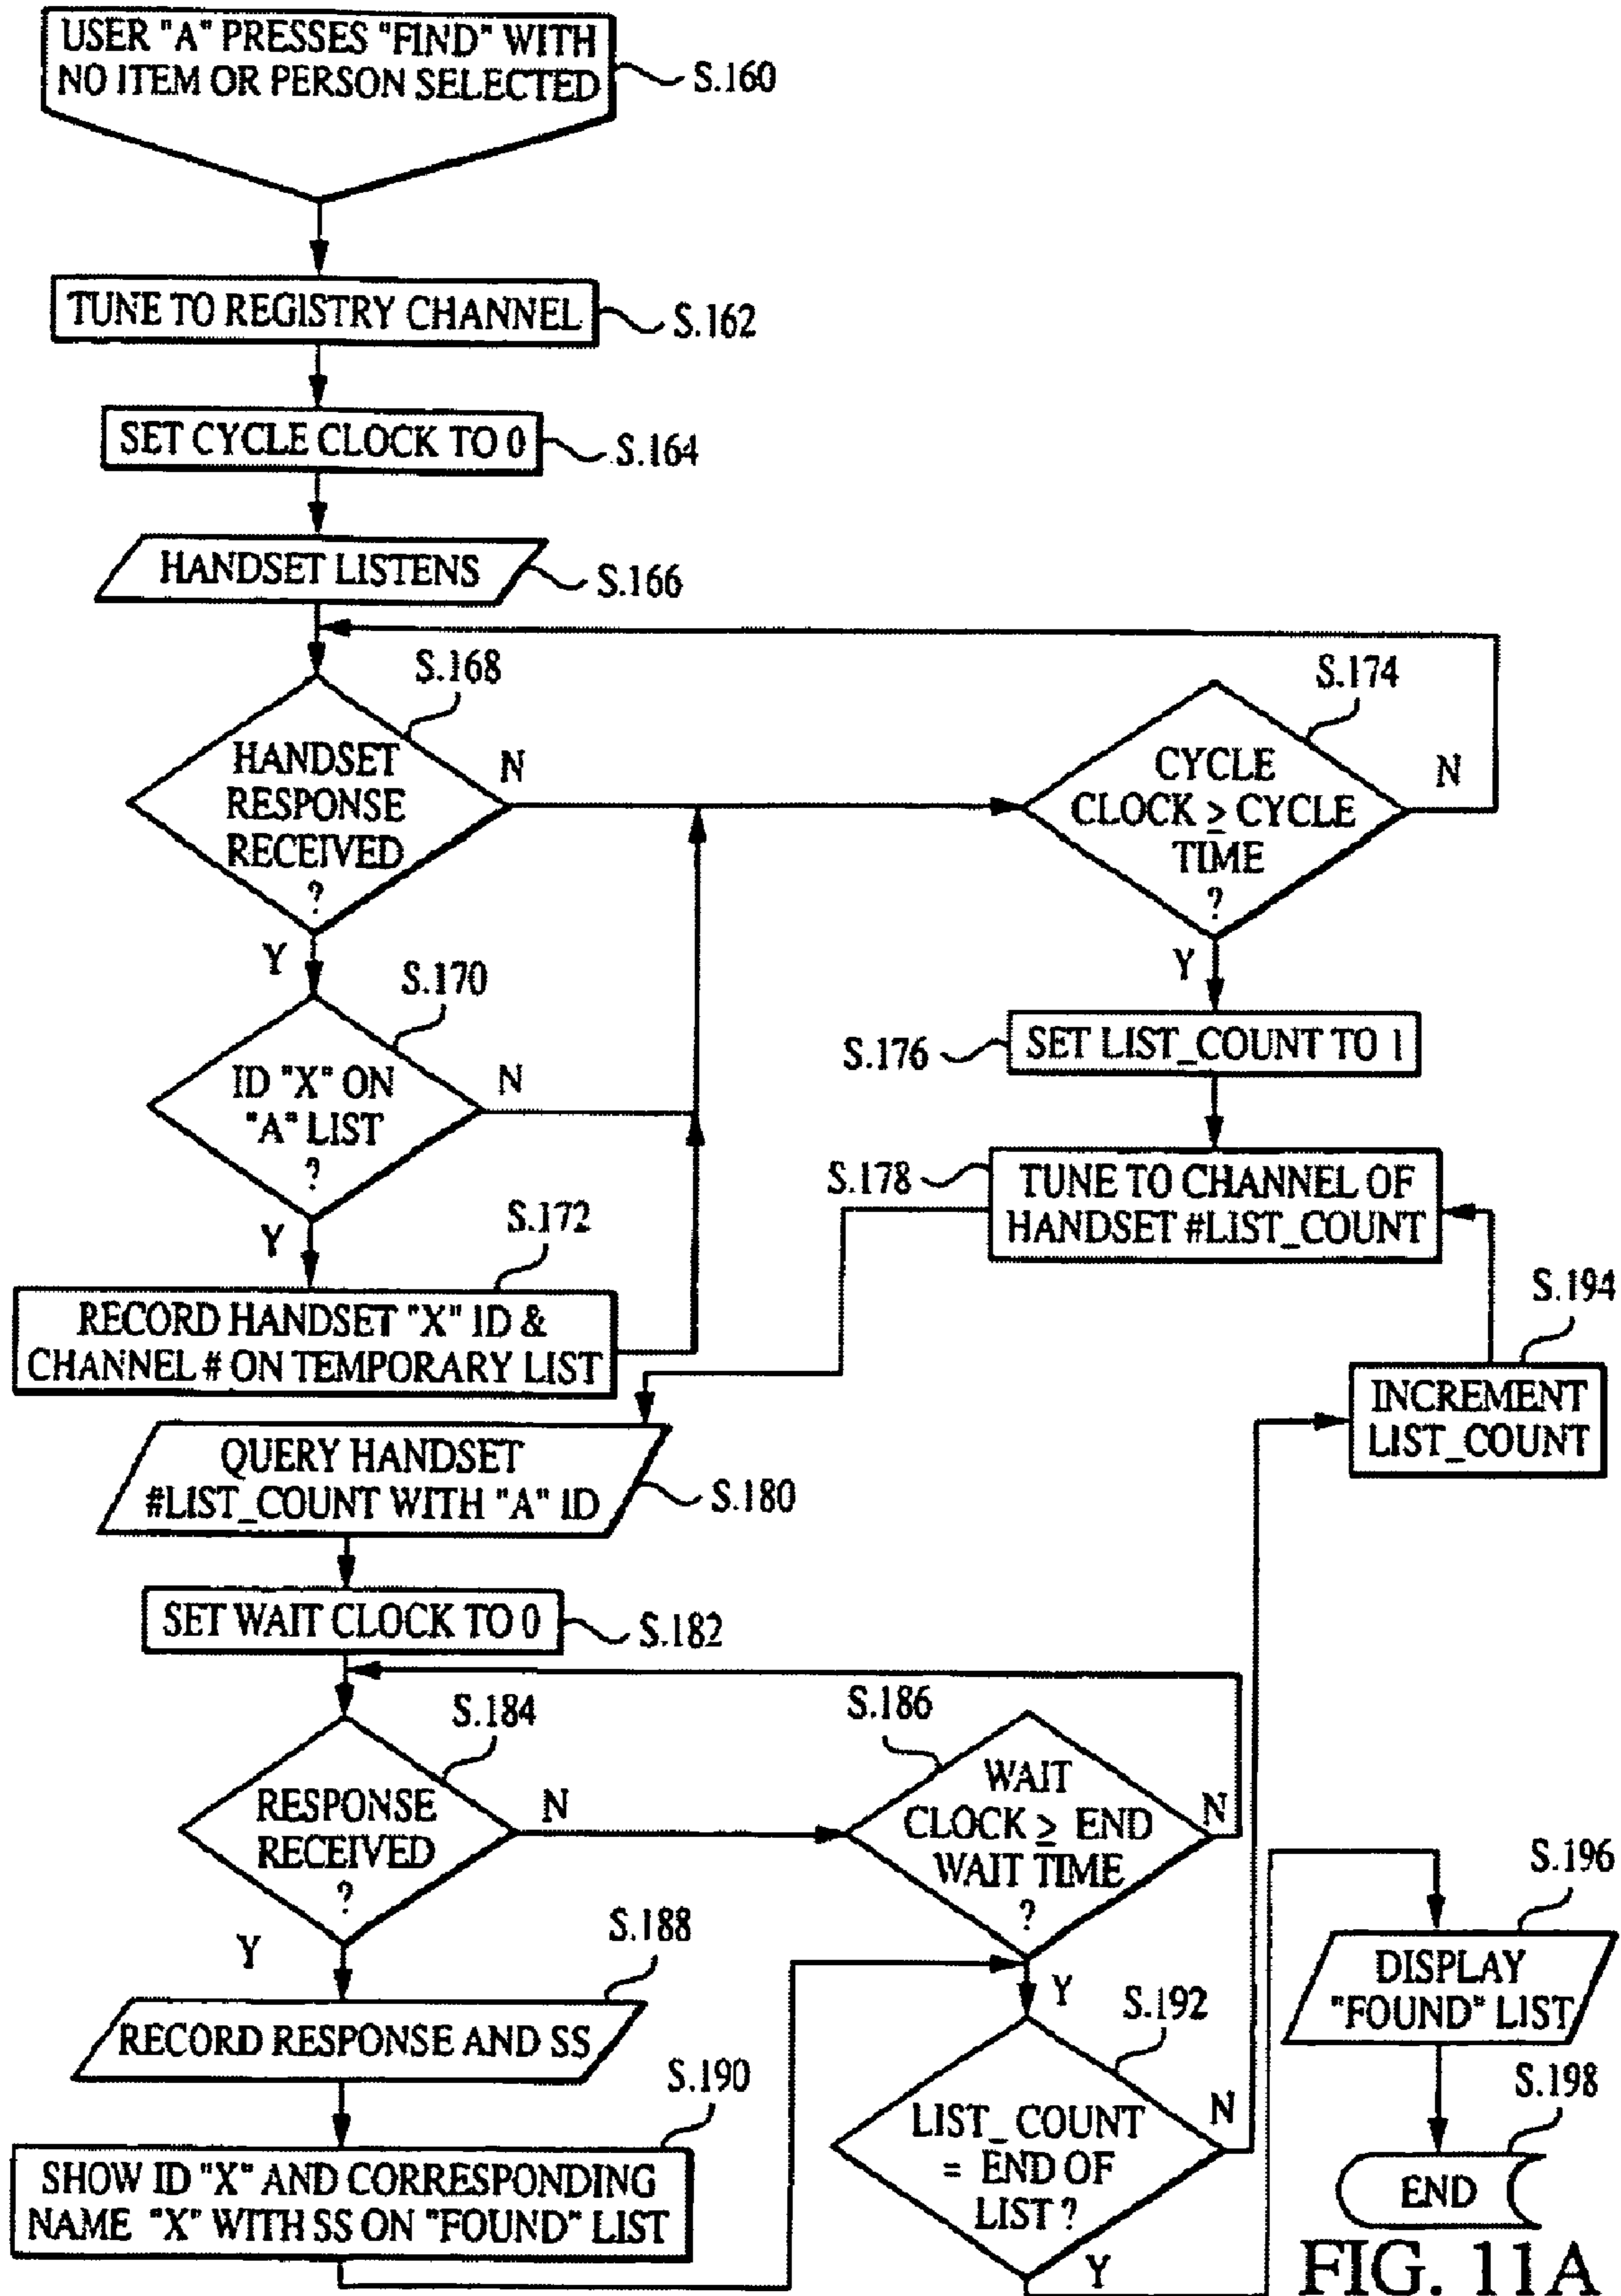 USER "A" PRESSES "FIND" WITH
NO ITEM OR PERSON SELECTED
S.160
TUNE TO REGISTRY CHANNEL
S.162
SET CYCLE CLOCK TO 0
S.164
HANDSET LISTENS
S.166
S.168
HANDSET
RESPONSE
RECEIVED
?
N
Y
S.174
CYCLE
CLOCK ≥ CYCLE
TIME
?
N
Y
S.170
ID "X" ON
"A" LIST
?
N
Y
S.172
RECORD HANDSET "X" ID &
CHANNEL # ON TEMPORARY LIST
S.176
SET LIST_COUNT TO 1
S.178
TUNE TO CHANNEL OF
HANDSET #LIST_COUNT
S.194
INCREMENT
LIST_COUNT
QUERY HANDSET
#LIST_COUNT WITH "A" ID
S.180
SET WAIT CLOCK TO 0
S.182
S.184
RESPONSE
RECEIVED
?
N
Y
S.186
WAIT
CLOCK ≥ END
WAIT TIME
?
N
Y
S.188
RECORD RESPONSE AND SS
S.190
SHOW ID "X" AND CORRESPONDING
NAME "X" WITH SS ON "FOUND" LIST
S.192
LIST_COUNT
= END OF
LIST ?
N
Y
S.196
DISPLAY
"FOUND" LIST
S.198
END
FIG. 11A